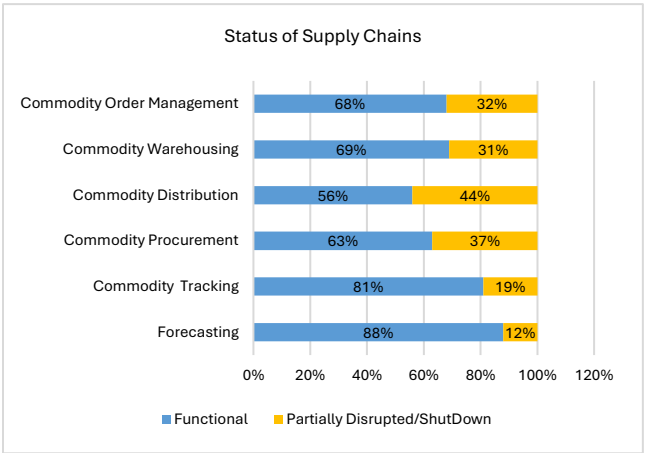 Status of Supply Chains
Commodity Order Management 68% 32%
Commodity Warehousing 69% 31%
Commodity Distribution 56% 44%
Commodity Procurement 63% 37%
Commodity Tracking 81% 19%
Forecasting 88% 12%
0% 20% 40% 60% 80% 100% 120%
Functional Partially Disrupted/ShutDown